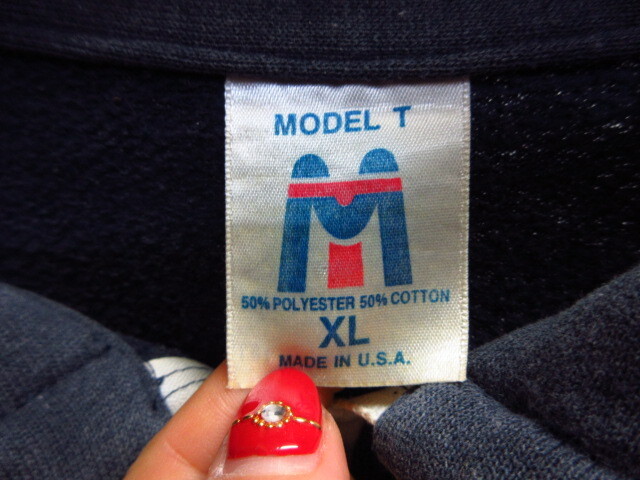 MODEL T
50% POLYESTER 50% COTTON
XL
MADE IN U.S.A.